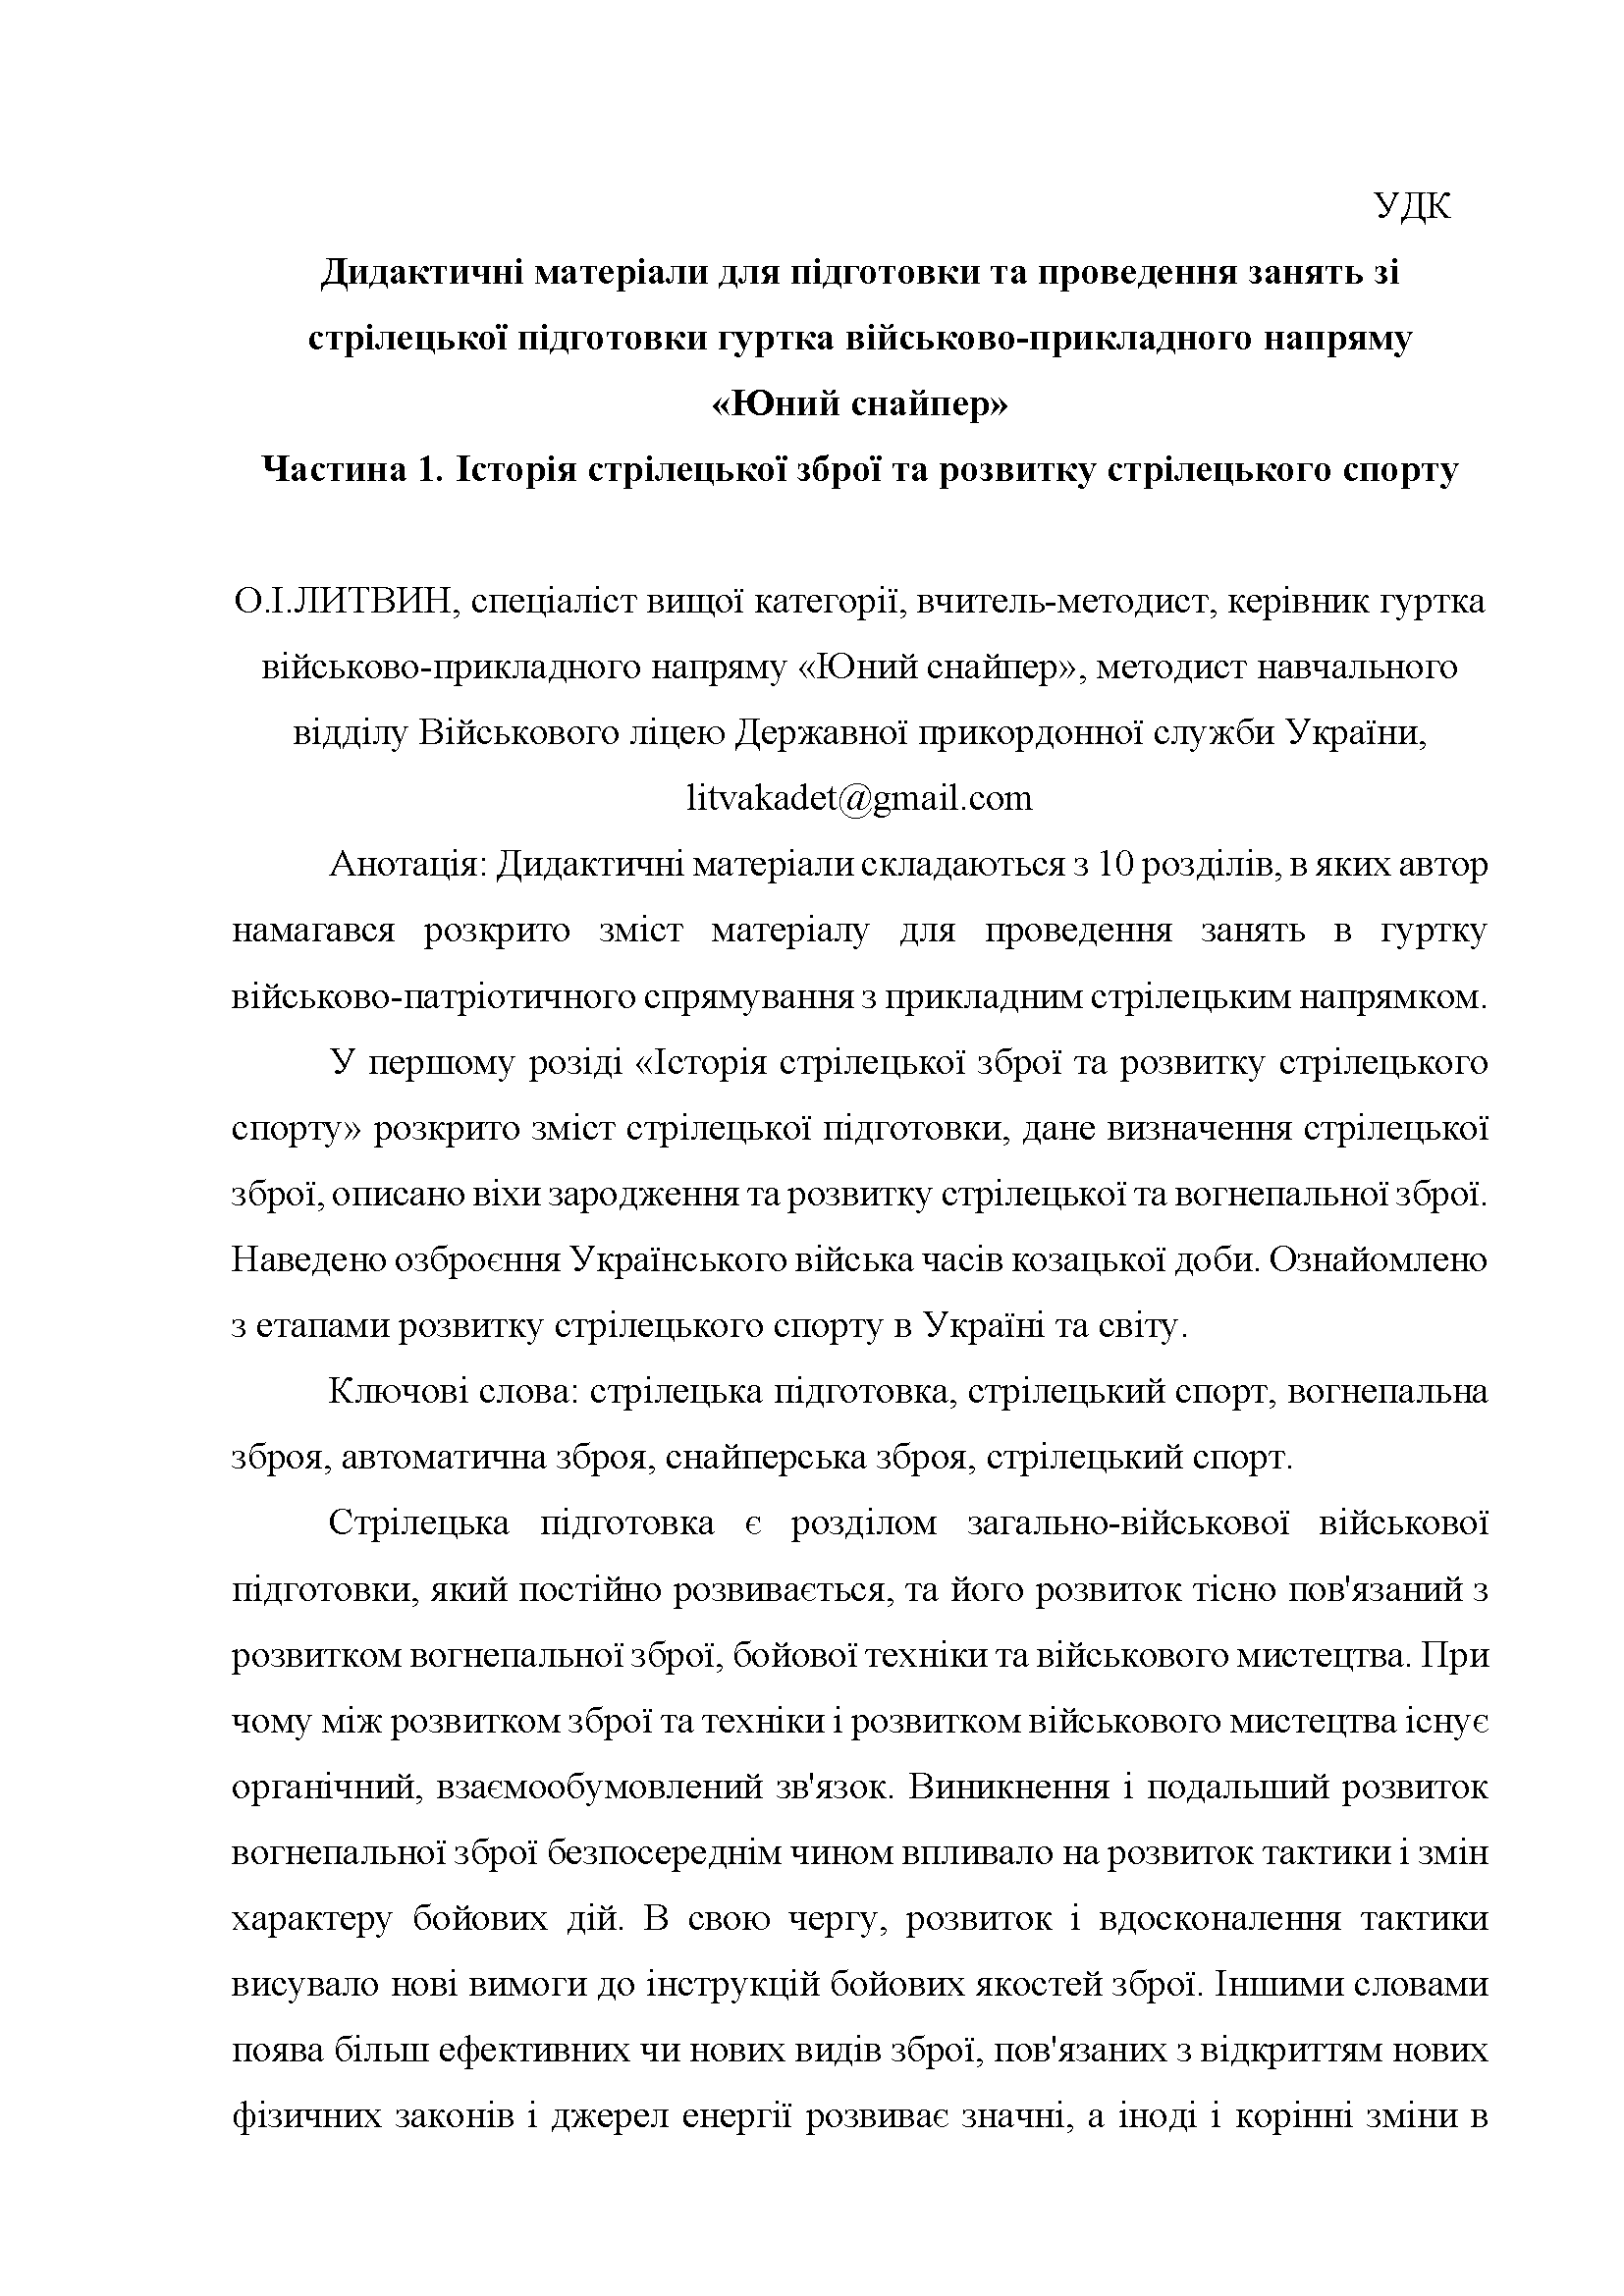 УДК
Дидактичні матеріали для підготовки та проведення занять зі
стрілецької підготовки гуртка військово-прикладного напряму
«Юний снайпер»
Частина 1. Історія стрілецької зброї та розвитку стрілецького спорту
О.І.ЛИТВИН, спеціаліст вищої категорії, вчитель-методист, керівник гуртка
військово-прикладного напряму «Юний снайпер», методист навчального
відділу Військового ліцею Державної прикордонної служби України,
litvakadet@gmail.com
Анотація: Дидактичні матеріали складаються з 10 розділів, в яких автор
намагався розкрито зміст матеріалу для проведення занять в гуртку
військово-патріотичного спрямування з прикладним стрілецьким напрямком.
У першому розіді «Історія стрілецької зброї та розвитку стрілецького
спорту» розкрито зміст стрілецької підготовки, дане визначення стрілецької
зброї, описано віхи зародження та розвитку стрілецької та вогнепальної зброї.
Наведено озброєння Українського війська часів козацької доби. Ознайомлено
з етапами розвитку стрілецького спорту в Україні та світу.
Ключові слова: стрілецька підготовка, стрілецький спорт, вогнепальна
зброя, автоматична зброя, снайперська зброя, стрілецький спорт.
Стрілецька підготовка є розділом загально-військової військової
підготовки, який постійно розвивається, та його розвиток тісно пов'язаний з
розвитком вогнепальної зброї, бойової техніки та військового мистецтва. При
чому між розвитком зброї та техніки і розвитком військового мистецтва існує
органічний, взаємообумовлений зв'язок. Виникнення і подальший розвиток
вогнепальної зброї безпосереднім чином впливало на розвиток тактики і змін
характеру бойових дій. В свою чергу, розвиток і вдосконалення тактики
висувало нові вимоги до інструкцій бойових якостей зброї. Іншими словами
поява більш ефективних чи нових видів зброї, пов'язаних з відкриттям нових
фізичних законів і джерел енергії розвиває значні, а іноді і корінні зміни в